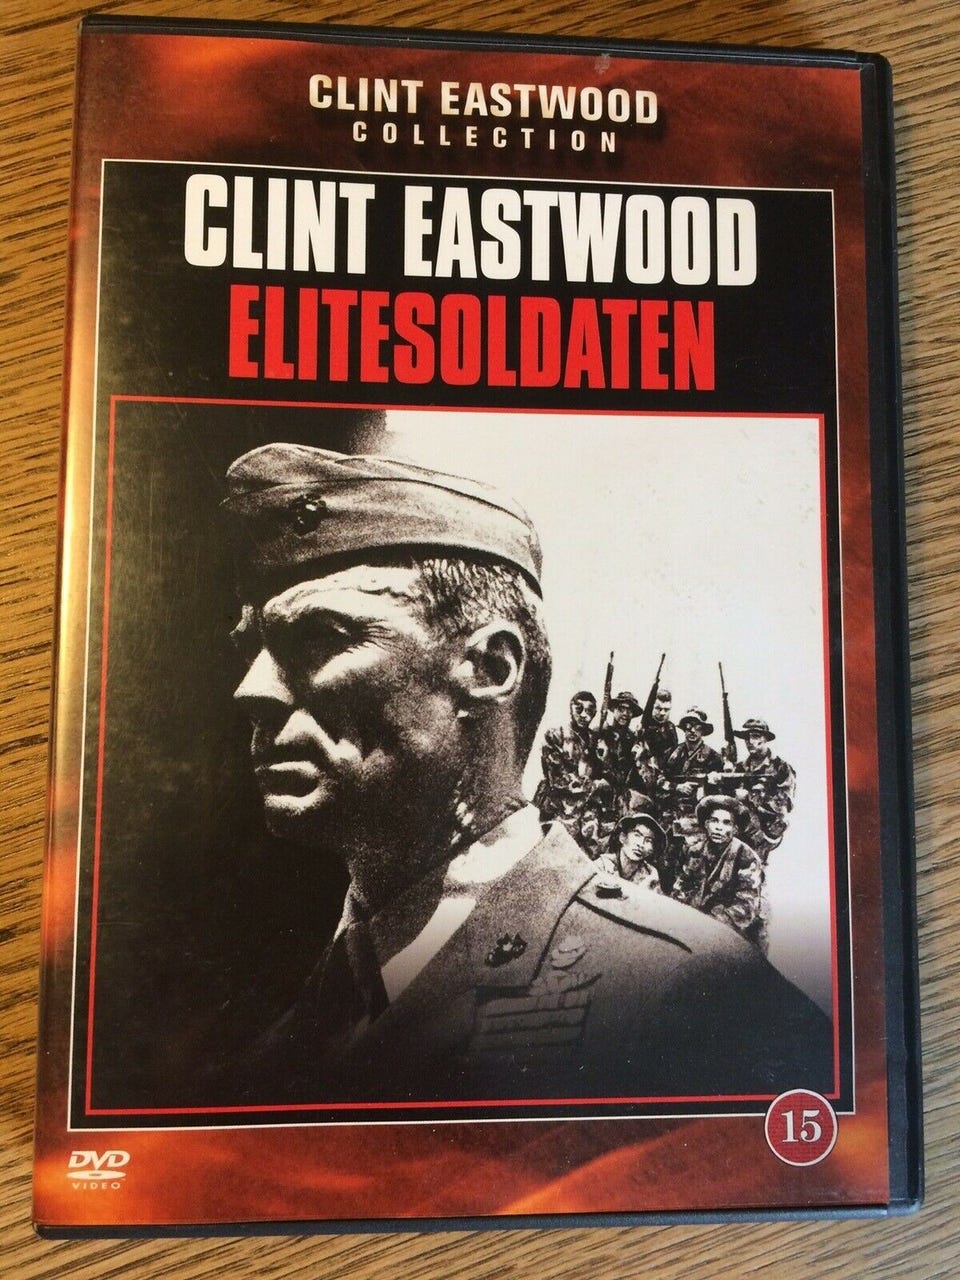 CLINT EASTWOOD
COLLECTION
CLINT EASTWOOD
ELITESOLDATEN
15
DVD
VIDEO